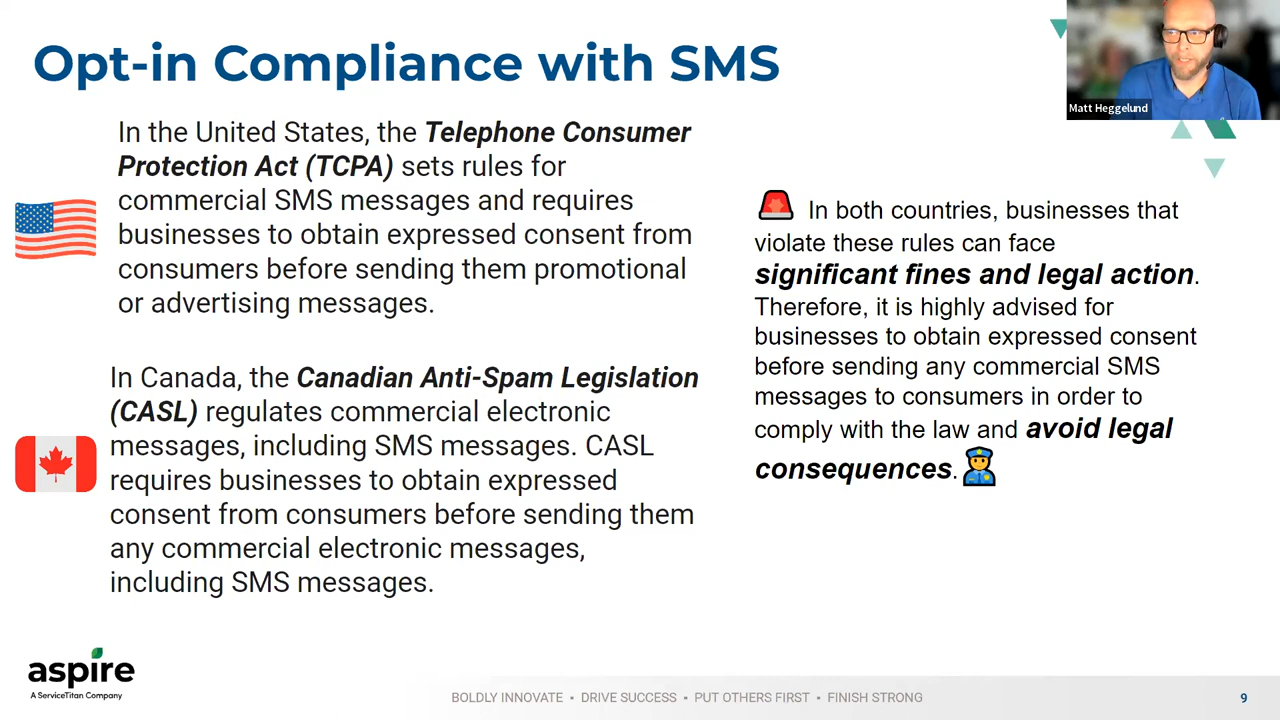 Opt-in Compliance with SMS
Matt Heggelund
In the United States, the Telephone Consumer
Protection Act (TCPA) sets rules for
commercial SMS messages and requires
businesses to obtain expressed consent from
consumers before sending them promotional
or advertising messages.
In Canada, the Canadian Anti-Spam Legislation
(CASL) regulates commercial electronic
messages, including SMS messages. CASL
requires businesses to obtain expressed
consent from consumers before sending them
any commercial electronic messages,
including SMS messages.
In both countries, businesses that
violate these rules can face
significant fines and legal action.
Therefore, it is highly advised for
businesses to obtain expressed consent
before sending any commercial SMS
messages to consumers in order to
comply with the law and avoid legal
consequences.
aspire
A ServiceTitan Company
BOLDLY INNOVATE • DRIVE SUCCESS • PUT OTHERS FIRST • FINISH STRONG
9